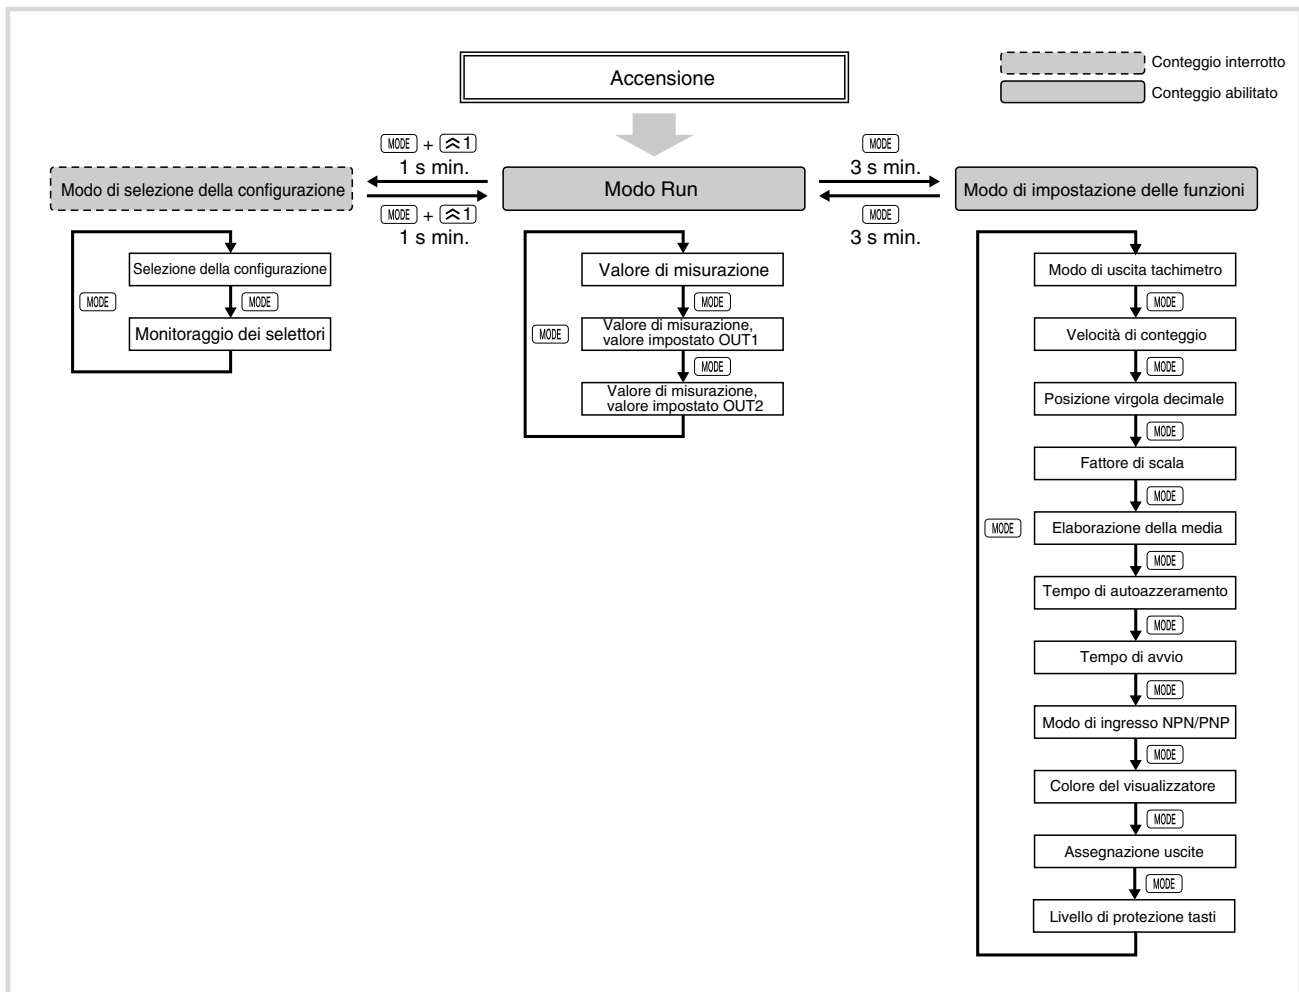 Accensione
Conteggio interrotto
Conteggio abilitato
MODE + 1
1 s min.
MODE
3 s min.
Modo di selezione della configurazione
Modo Run
Modo di impostazione delle funzioni
MODE + 1
1 s min.
MODE
3 s min.
Selezione della configurazione
MODE
MODE
Monitoraggio dei selettori
Valore di misurazione
MODE
MODE
Valore di misurazione,
valore impostato OUT1
MODE
Valore di misurazione,
valore impostato OUT2
Modo di uscita tachimetro
MODE
Velocità di conteggio
MODE
Posizione virgola decimale
MODE
Fattore di scala
MODE
MODE
Elaborazione della media
MODE
Tempo di autoazzeramento
MODE
Tempo di avvio
MODE
Modo di ingresso NPN/PNP
MODE
Colore del visualizzatore
MODE
Assegnazione uscite
MODE
Livello di protezione tasti